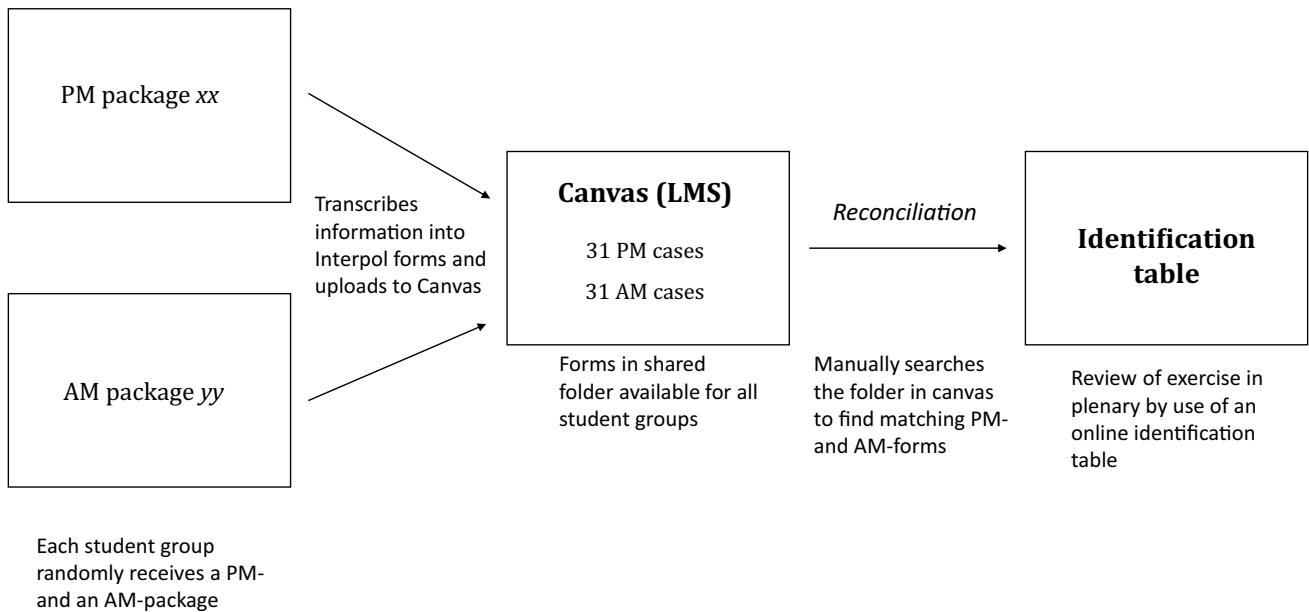 PM package xx
AM package yy
Each student group
randomly receives a PM-
and an AM-package
Transcribes
information into
Interpol forms and
uploads to Canvas
Canvas (LMS)
31 PM cases
31 AM cases
Forms in shared
folder available for all
student groups
Reconciliation
Manually searches
the folder in canvas
to find matching PM-
and AM-forms
Identification
table
Review of exercise in
plenary by use of an
online identification
table